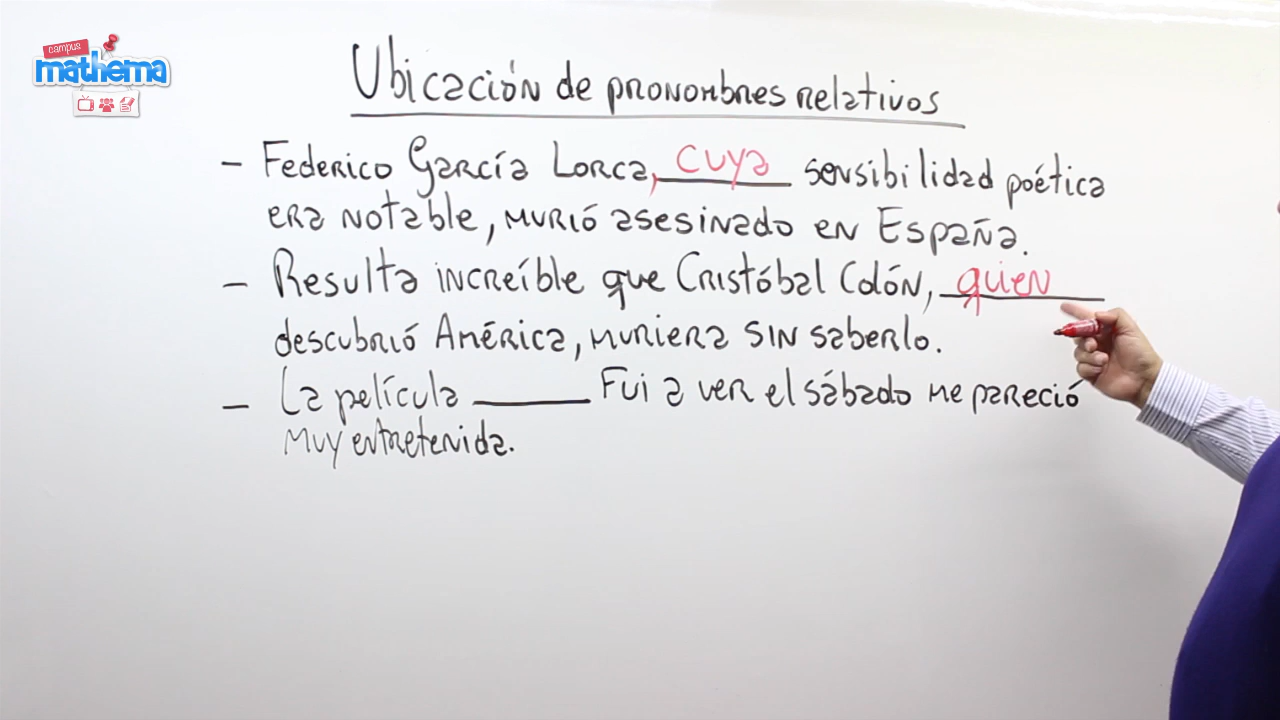 campus
mathema
Ubicación de pronombres relativos
- Federico García Lorca, cuya sensibilidad poética
era notable, murió asesinado en España.
- Resulta increíble que Cristóbal Colón, quien
descubrió América, muriera sin saberlo.
- La película ______ fui a ver el sábado me pareció
muy entretenida.